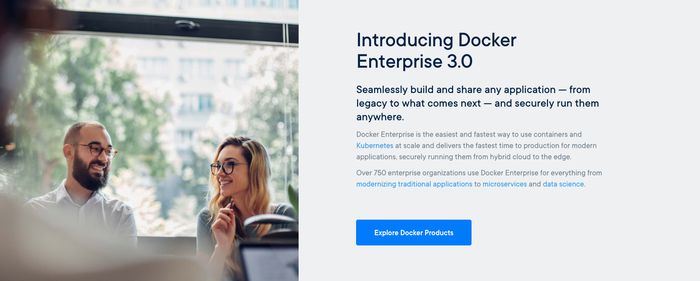 Introducing Docker
Enterprise 3.0
Seamlessly build and share any application — from
legacy to what comes next — and securely run them
anywhere.
Docker Enterprise is the easiest and fastest way to use containers and
Kubernetes at scale and delivers the fastest time to production for modern
applications, securely running them from hybrid cloud to the edge.
Over 750 enterprise organizations use Docker Enterprise for everything from
modernizing traditional applications to microservices and data science.
Explore Docker Products